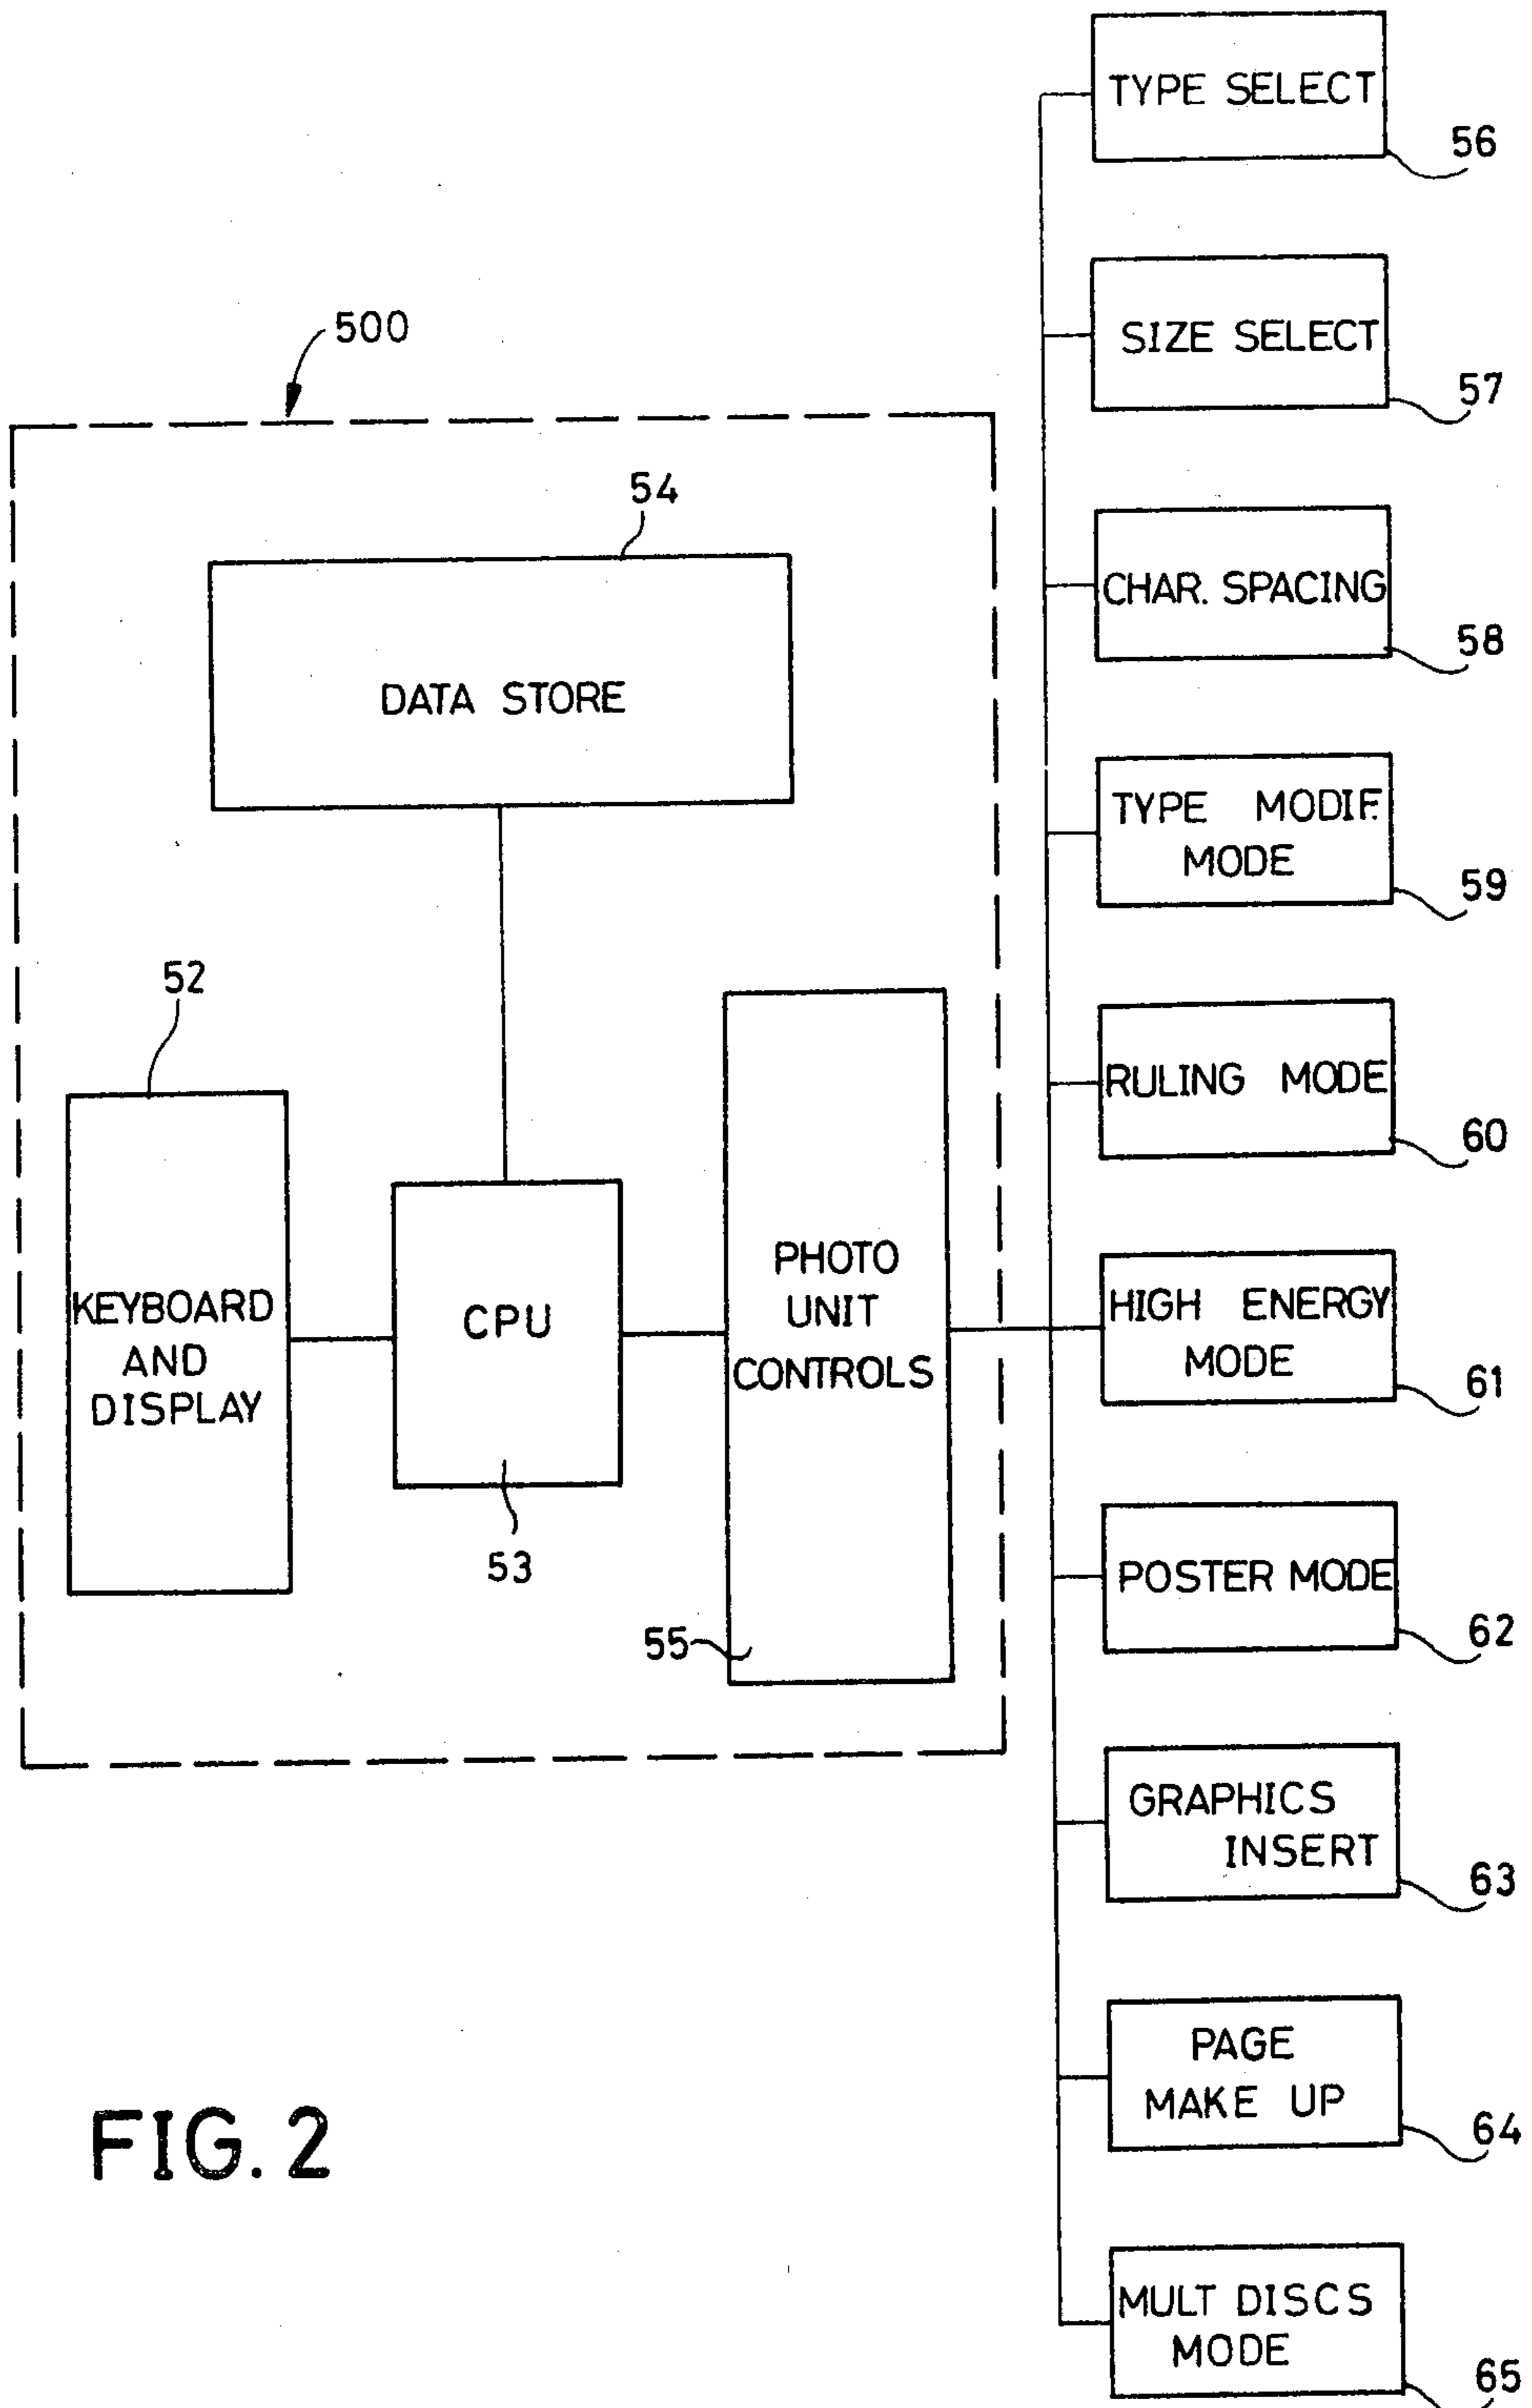 TYPE SELECT
56
SIZE SELECT
57
500
54
CHAR. SPACING
58
DATA STORE
TYPE MODIF.
MODE
59
52
RULING MODE
60
KEYBOARD
AND
DISPLAY
CPU
53
PHOTO
UNIT
CONTROLS
55
HIGH ENERGY
MODE
61
POSTER MODE
62
GRAPHICS
INSERT
63
PAGE
MAKE UP
64
MULT DISCS
MODE
65
FIG. 2